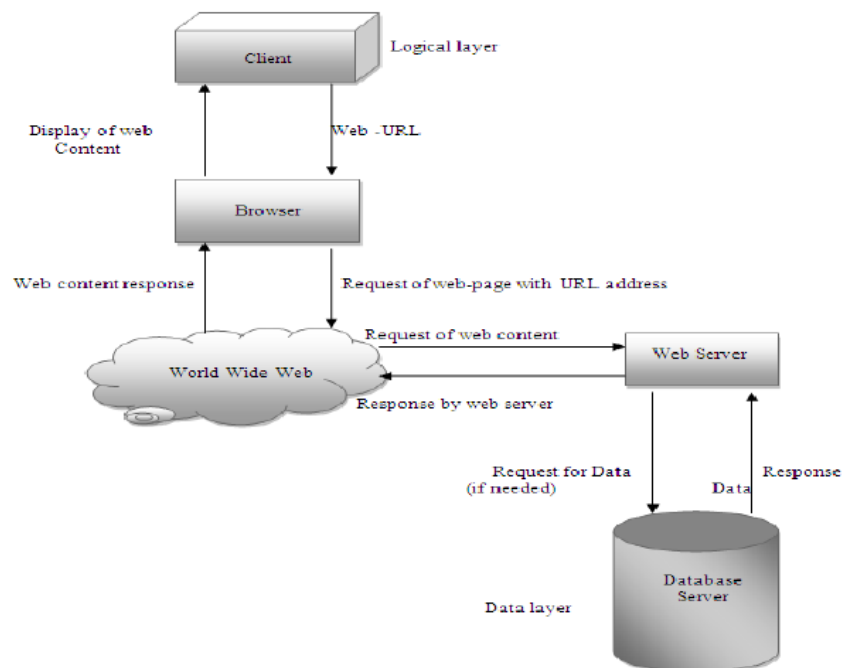 Client
Logical layer
Display of web
Content
Web -URL
Browser
Web content response
Request of web-page with URL address
Request of web content
World Wide Web
Web Server
Response by web server
Request for Data
(if needed)
Response
Data
Database
Server
Data layer